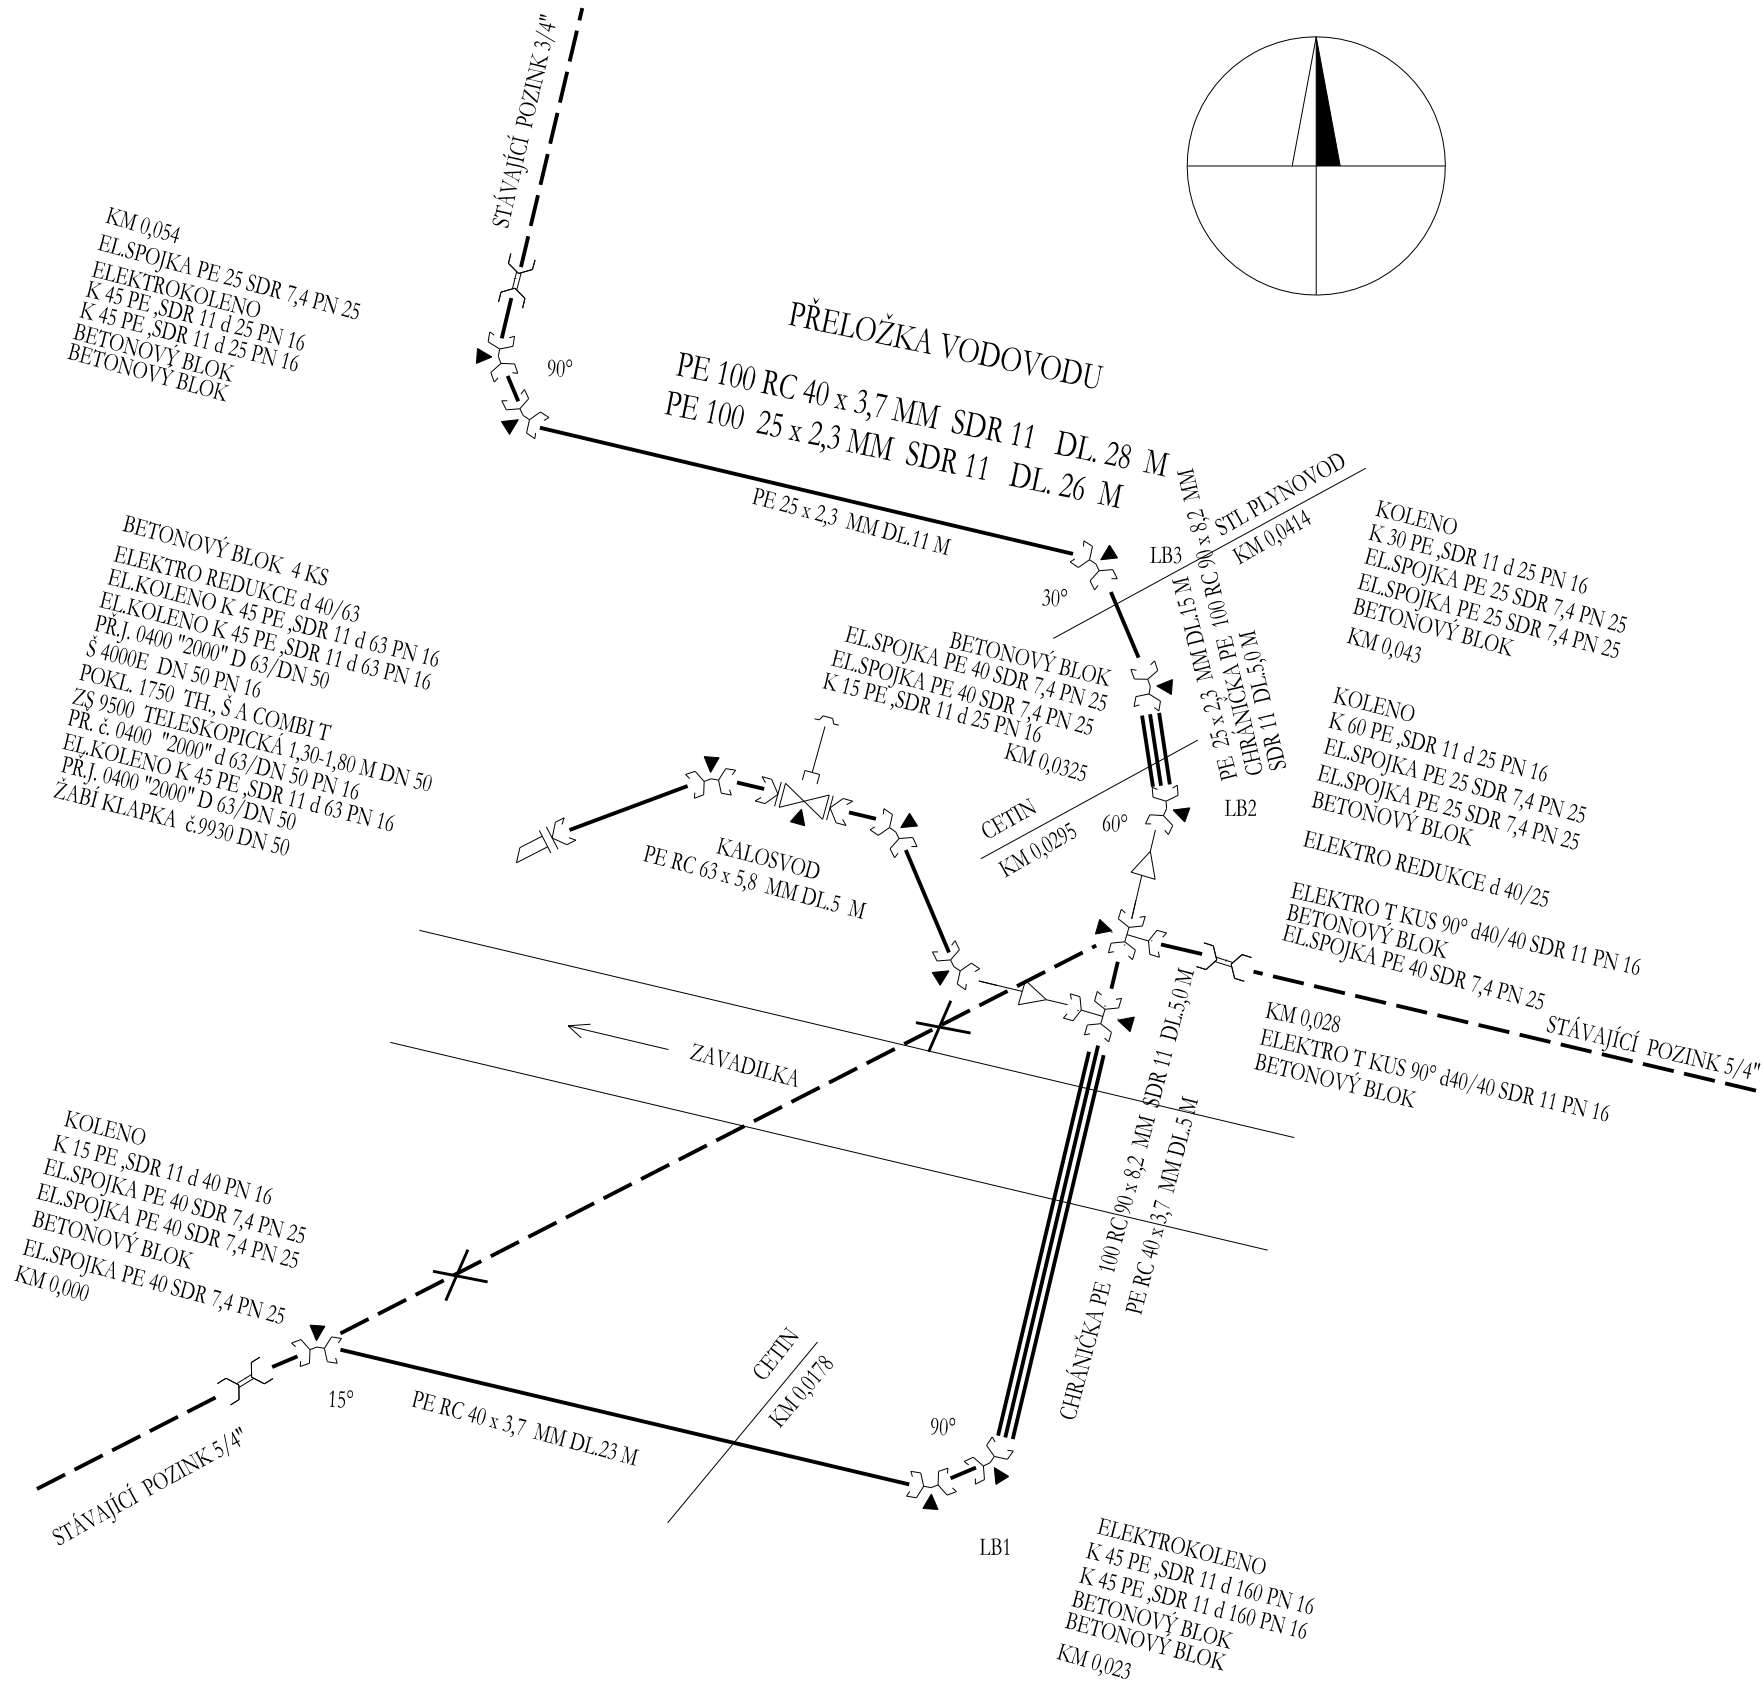 STÁVAJÍCÍ  POZINK 3/4"
KM 0,054
EL.SPOJKA PE 25 SDR 7,4 PN 25
ELEKTROKOLENO
K 45 PE ,SDR 11 d 25 PN 16
K 45 PE ,SDR 11 d 25 PN 16
BETONOVÝ BLOK
BETONOVÝ BLOK
90°
PŘELOŽKA VODOVODU
PE 100 RC 40 x 3,7 MM  SDR 11   DL. 28  M
PE 100  25 x 2,3 MM  SDR 11   DL. 26  M
PE 25 x 2,3  MM DL.11 M
LB3
30°
STL PLYNOVOD
KM 0,0414
PE  25 x 2,3  MM DL.15 M
CHRÁNIČKA PE  100 RC 90 x 8,2  MM
SDR 11  DL.5,0 M
KOLENO
K 30 PE ,SDR 11 d 25 PN 16
EL.SPOJKA PE 25 SDR 7,4 PN 25
EL.SPOJKA PE 25 SDR 7,4 PN 25
BETONOVÝ BLOK
KM 0,043
BETONOVÝ BLOK  4 KS
ELEKTRO REDUKCE d 40/63
EL.KOLENO K 45 PE ,SDR 11 d 63 PN 16
EL.KOLENO K 45 PE ,SDR 11 d 63 PN 16
PŘ.J. 0400 "2000" D 63/DN 50
Š 4000E  DN 50 PN 16
POKL. 1750  TH., Š A COMBI T
ZS 9500  TELESKOPICKÁ 1,30-1,80 M DN 50
PŘ. č. 0400  "2000" d 63/DN 50 PN 16
EL.KOLENO K 45 PE ,SDR 11 d 63 PN 16
PŘ.J. 0400 "2000" D 63/DN 50
ŽABÍ KLAPKA  č.9930 DN 50
BETONOVÝ BLOK
EL.SPOJKA PE 40 SDR 7,4 PN 25
EL.SPOJKA PE 40 SDR 7,4 PN 25
K 15 PE ,SDR 11 d 25 PN 16
KM 0,0325
CETIN
KM 0,0295
60°
LB2
KOLENO
K 60 PE ,SDR 11 d 25 PN 16
EL.SPOJKA PE 25 SDR 7,4 PN 25
EL.SPOJKA PE 25 SDR 7,4 PN 25
BETONOVÝ BLOK
ELEKTRO REDUKCE d 40/25
ELEKTRO T KUS 90° d40/40 SDR 11 PN 16
BETONOVÝ BLOK
EL.SPOJKA PE 40 SDR 7,4 PN 25
KALOSVOD
PE RC 63 x 5,8  MM DL.5  M
STÁVAJÍCÍ  POZINK 5/4"
KM 0,028
ELEKTRO T KUS 90° d40/40 SDR 11 PN 16
BETONOVÝ BLOK
ZAVADILKA
CHRÁNIČKA PE  100 RC 90 x 8,2  MM  SDR 11  DL.5,0 M
PE RC 40 x 3,7  MM DL.5 M
KOLENO
K 15 PE ,SDR 11 d 40 PN 16
EL.SPOJKA PE 40 SDR 7,4 PN 25
EL.SPOJKA PE 40 SDR 7,4 PN 25
BETONOVÝ BLOK
EL.SPOJKA PE 40 SDR 7,4 PN 25
KM 0,000
15°
STÁVAJÍCÍ  POZINK 5/4"
PE RC 40 x 3,7  MM DL.23 M
CETIN
KM 0,0178
90°
LB1
ELEKTROKOLENO
K 45 PE ,SDR 11 d 160 PN 16
K 45 PE ,SDR 11 d 160 PN 16
BETONOVÝ BLOK
BETONOVÝ BLOK
KM 0,023